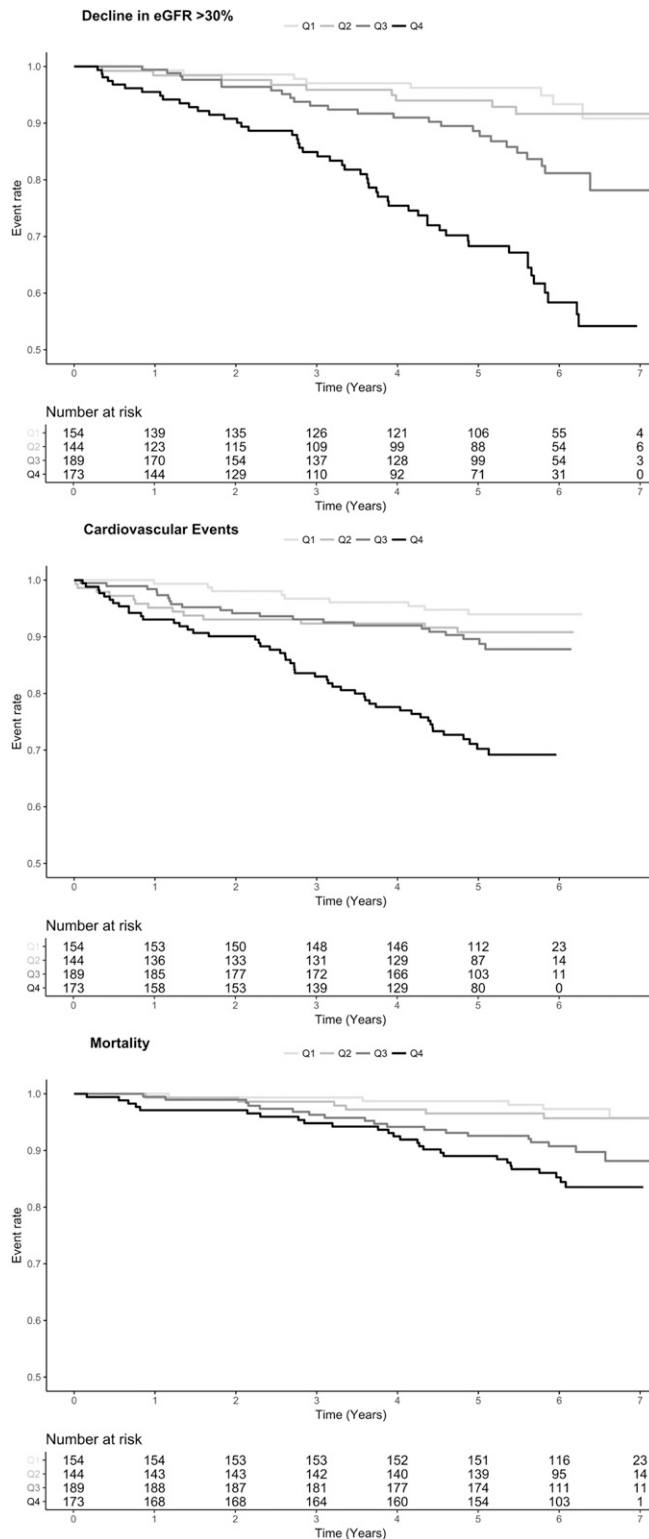 Decline in eGFR >30%
Q1 Q2 Q3 Q4
1.0
0.9
0.8
0.7
0.6
0.5
Event rate
0 1 2 3 4 5 6 7
Time (Years)
Number at risk
Q1 154 139 135 126 121 106 55 4
Q2 144 123 115 109 99 88 54 6
Q3 189 170 154 137 128 99 54 3
Q4 173 144 129 110 92 71 31 0
0 1 2 3 4 5 6 7
Cardiovascular Events
Q1 Q2 Q3 Q4
1.0
0.9
0.8
0.7
0.6
0.5
Event rate
0 1 2 3 4 5 6
Time (Years)
Number at risk
Q1 154 153 150 148 146 112 23
Q2 144 136 133 131 129 87 14
Q3 189 185 177 172 166 103 11
Q4 173 158 153 139 129 80 0
0 1 2 3 4 5 6
Mortality
Q1 Q2 Q3 Q4
1.0
0.9
0.8
0.7
0.6
0.5
Event rate
0 1 2 3 4 5 6 7
Time (Years)
Number at risk
Q1 154 154 153 153 152 151 116 23
Q2 144 143 143 142 140 139 95 14
Q3 189 188 187 181 177 174 111 11
Q4 173 168 168 164 160 154 103 1
0 1 2 3 4 5 6 7